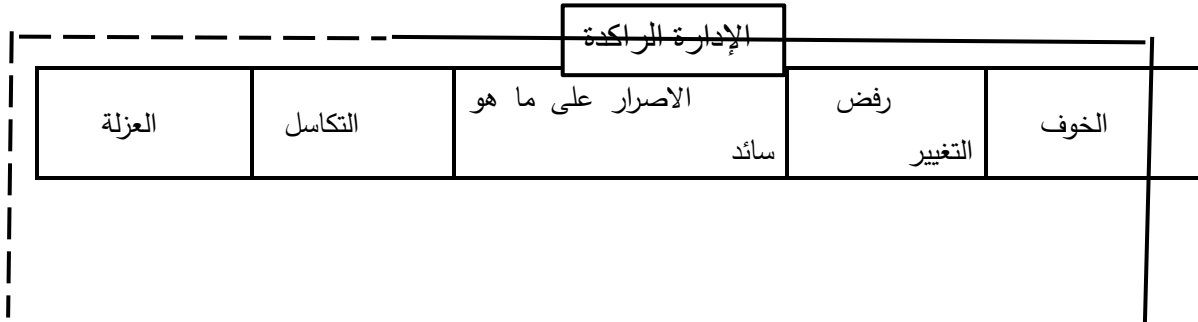 الإدارة الراكدة
الخوف
رفض
التغيير
الاصرار على ما هو
سائد
التكاسل
العزلة